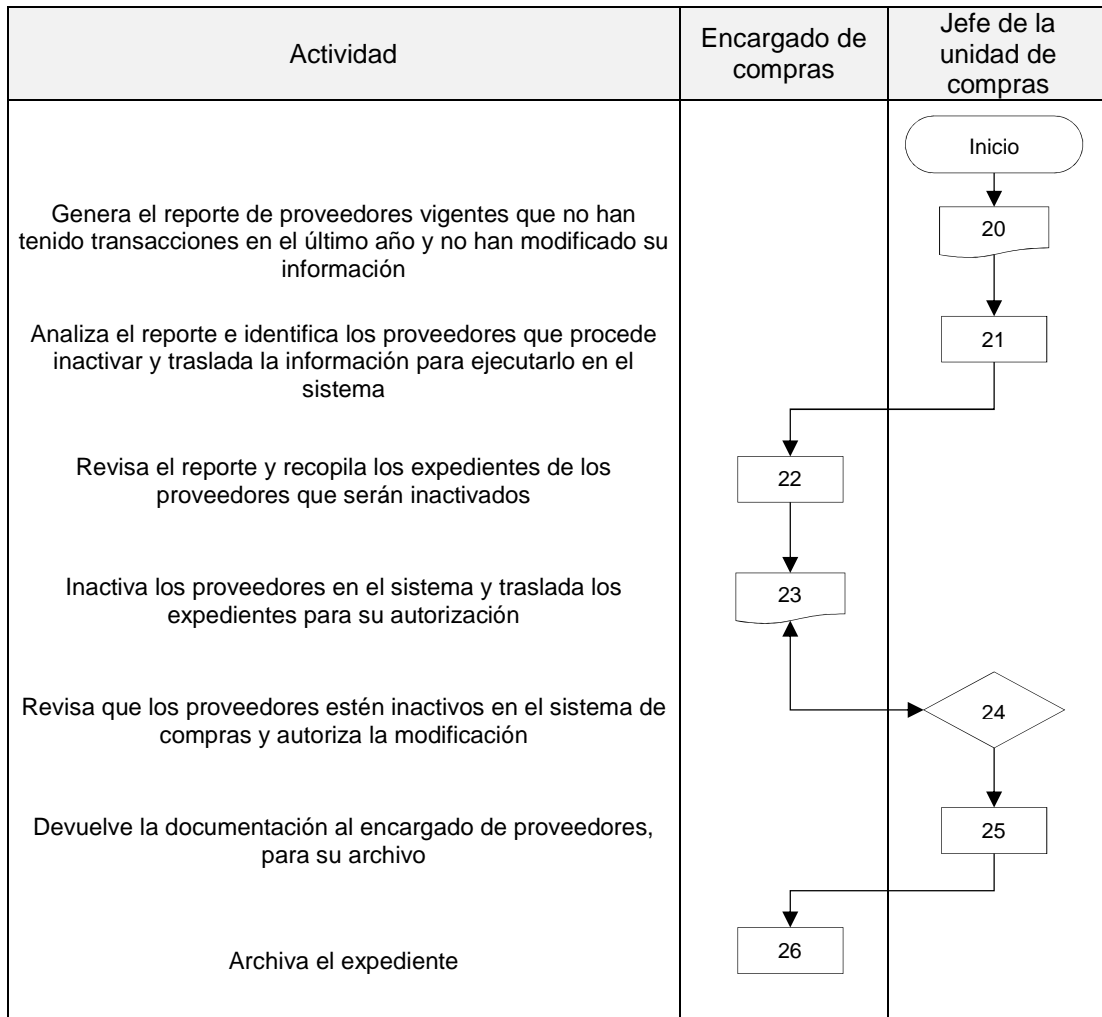 Actividad
Encargado de
compras
Jefe de la
unidad de
compras
Inicio
Genera el reporte de proveedores vigentes que no han
tenido transacciones en el último año y no han modificado su
información
20
Analiza el reporte e identifica los proveedores que procede
inactivar y traslada la información para ejecutarlo en el
sistema
21
Revisa el reporte y recopila los expedientes de los
proveedores que serán inactivados
22
Inactiva los proveedores en el sistema y traslada los
expedientes para su autorización
23
Revisa que los proveedores estén inactivos en el sistema de
compras y autoriza la modificación
24
Devuelve la documentación al encargado de proveedores,
para su archivo
25
Archiva el expediente
26